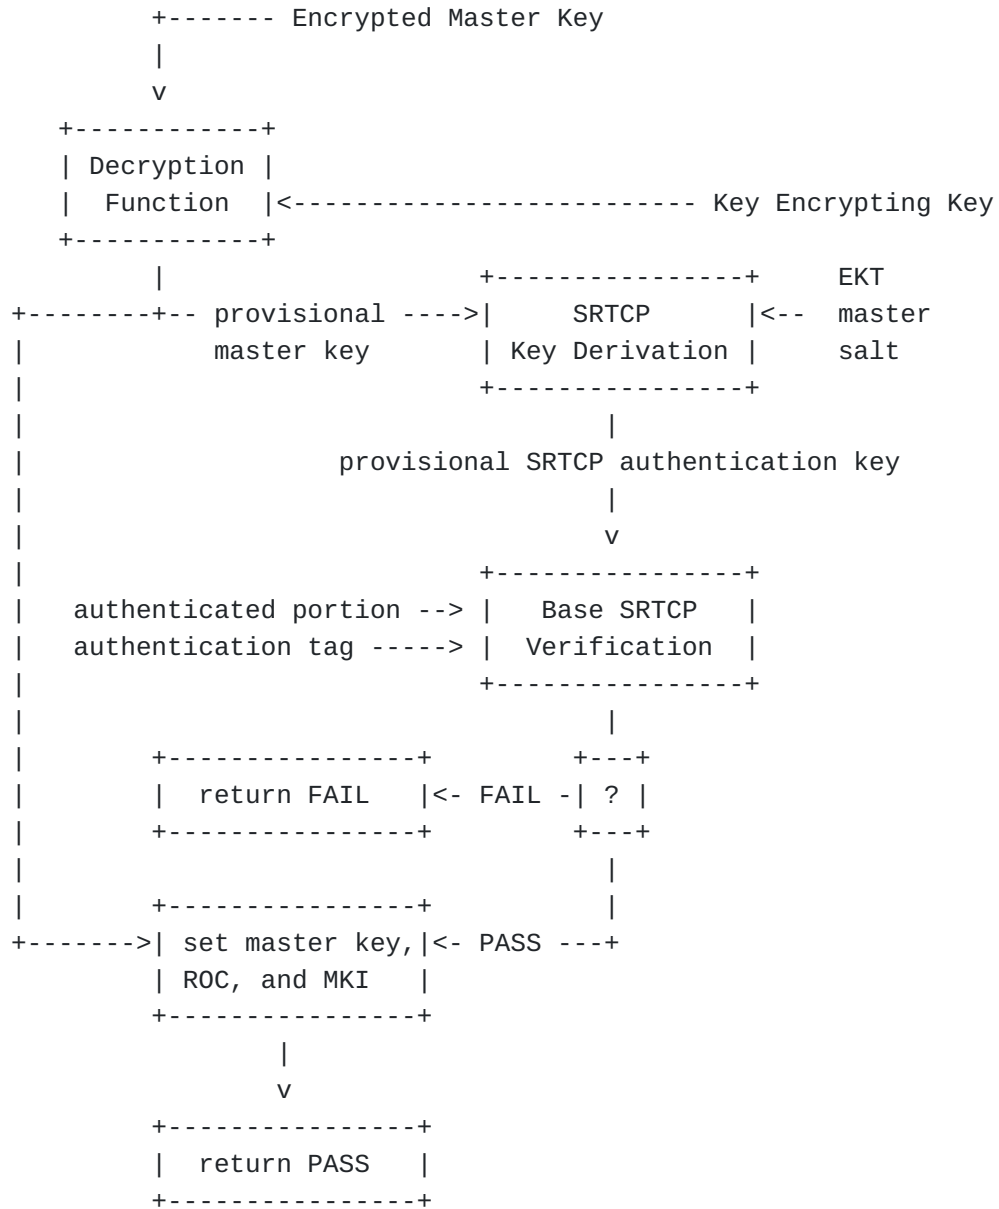 +------- Encrypted Master Key
            |
            v
      +------------+
      | Decryption |
      |  Function  |<-------------------------- Key Encrypting Key
      +------------+
            |                    +----------------+     EKT
   +--------+-- provisional ---->|     SRTCP      |<--  master
   |            master key       | Key Derivation |     salt
   |                             +----------------+
   |                                     |
   |                    provisional SRTCP authentication key
   |                                     |
   |                                     v
   |                             +----------------+
   |   authenticated portion --> |   Base SRTCP   |
   |   authentication tag -----> |  Verification  |
   |                             +----------------+
   |                                     |
   |        +----------------+         +---+
   |        |  return FAIL   |<- FAIL -| ? |
   |        +----------------+         +---+
   |                                     |
   |        +----------------+           |
   +------->| set master key,|<- PASS ---+
            | ROC, and MKI   |
            +----------------+
                    |
                    v
            +----------------+
            |  return PASS   |
            +----------------+